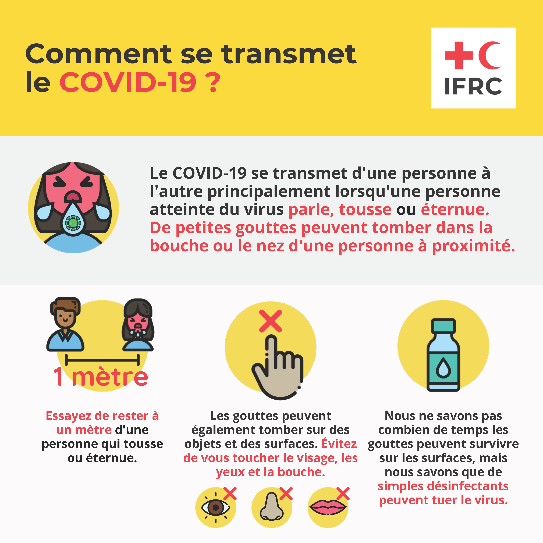 Comment se transmet
le COVID-19 ?
IFRC
Le COVID-19 se transmet d'une personne à
l'autre principalement lorsqu'une personne
atteinte du virus parle, tousse ou éternue.
De petites gouttes peuvent tomber dans la
bouche ou le nez d'une personne à proximité.
1 mètre
Essayez de rester à
un mètre d'une
personne qui tousse
ou éternue.
Les gouttes peuvent
également tomber sur des
objets et des surfaces. Évitez
de vous toucher le visage, les
yeux et la bouche.
Nous ne savons pas
combien de temps les
gouttes peuvent survivre
sur les surfaces, mais
nous savons que de
simples désinfectants
peuvent tuer le virus.